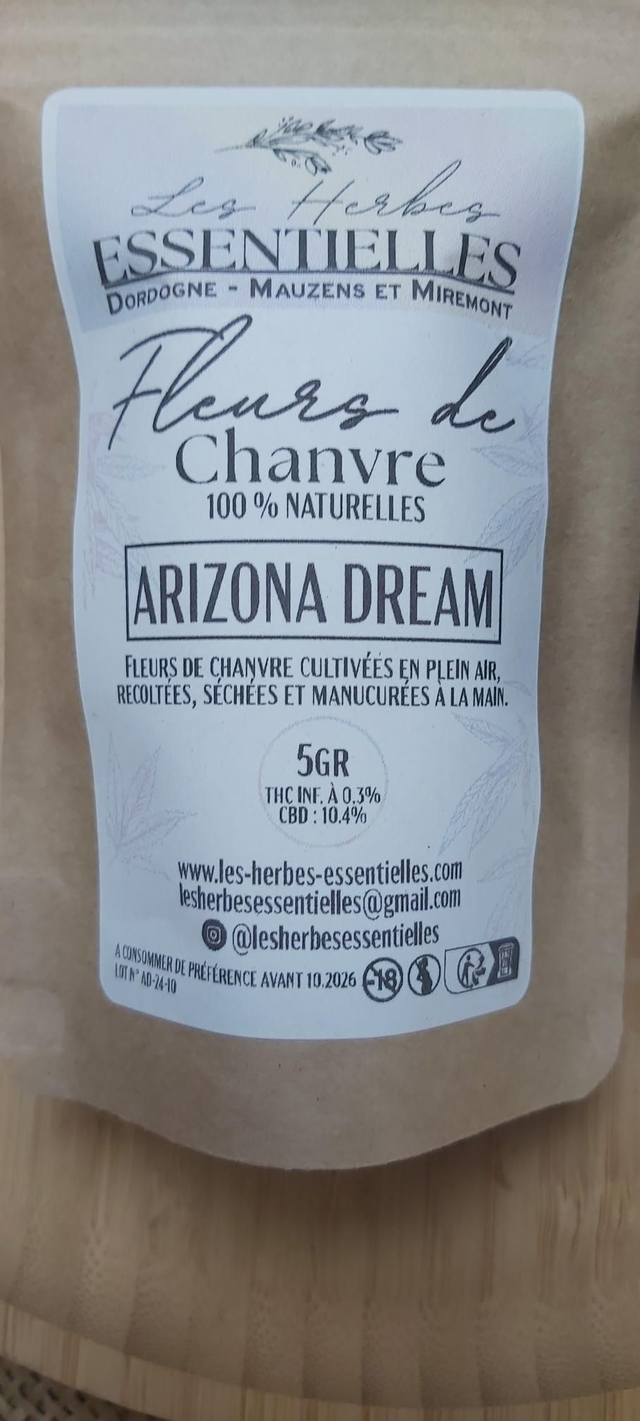 Les Herbes
ESSENTIELLES
DORDOGNE - MAUZENS ET MIREMONT
Fleurs de
Chanvre
100 % NATURELLES
ARIZONA DREAM
FLEURS DE CHANVRE CULTIVÉES EN PLEIN AIR,
RECOLTÉES, SÉCHÉES ET MANUCURÉES À LA MAIN.
5GR
THC INF. À 0.3%
CBD : 10.4%
www.les-herbes-essentielles.com
lesherbesessentielles@gmail.com
@lesherbesessentielles
A CONSOMMER DE PRÉFÉRENCE AVANT 10.2026
LOT N° AD-24-10
-18